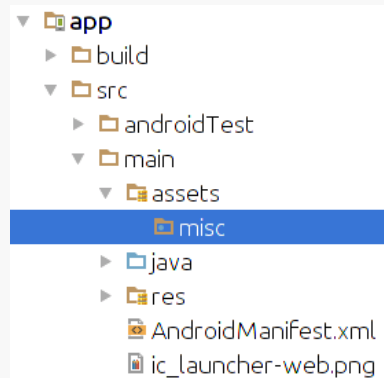 app
build
src
androidTest
main
assets
misc
java
res
AndroidManifest.xml
ic_launcher-web.png